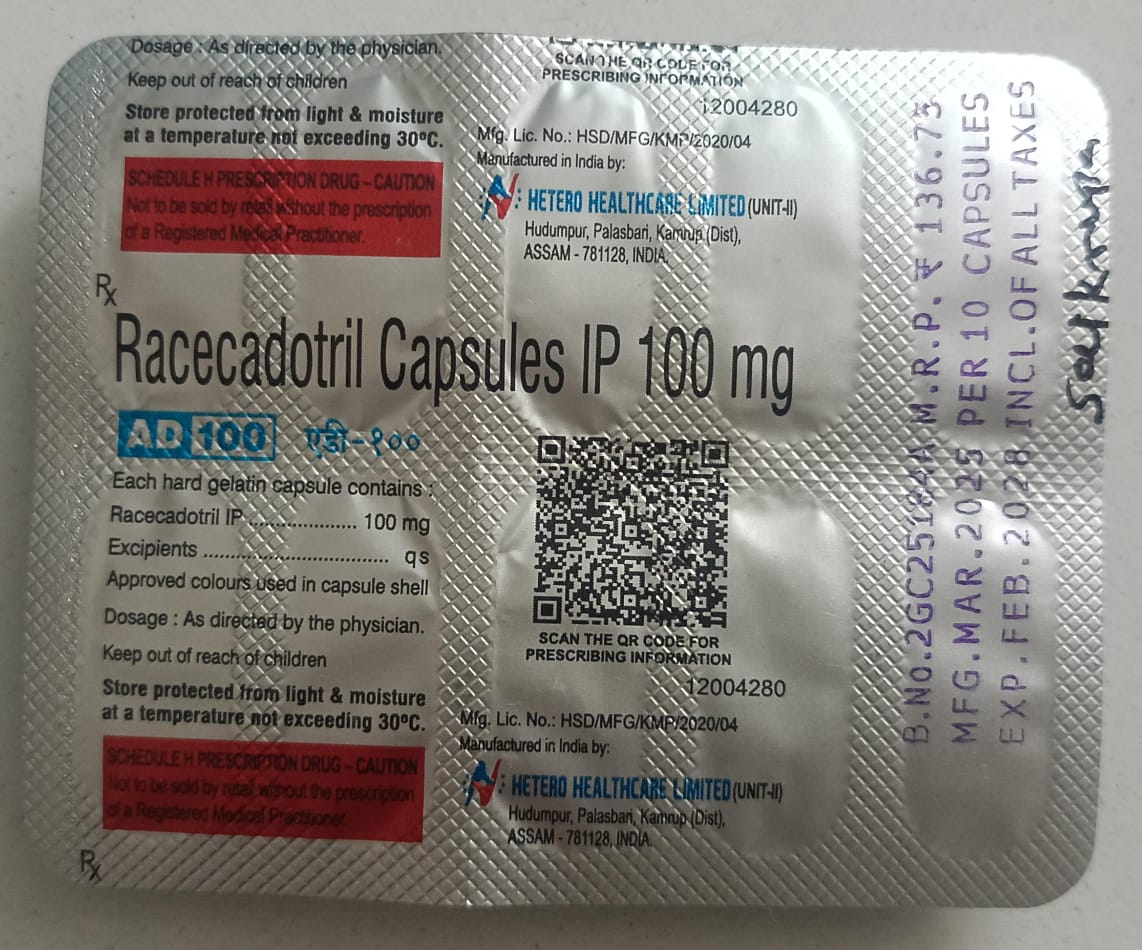 Dosage : As directed by the physician.
Keep out of reach of children
Store protected from light & moisture
at a temperature not exceeding 30ºC.
SCHEDULE H PRESCRIPTION DRUG – CAUTION
Not to be sold by retail without the prescription
of a Registered Medical Practitioner.
SCAN THE QR CODE FOR
PRESCRIBING INFORMATION
12004280
Mfg. Lic. No.: HSD/MFG/KMP/2020/04
Manufactured in India by:
HETERO HEALTHCARE LIMITED (UNIT-II)
Hudumpur, Palasbari, Kamrup (Dist),
ASSAM - 781128, INDIA.
Rx
Racecadotril Capsules IP 100 mg
AD 100 एडी-१००
Each hard gelatin capsule contains :
Racecadotril IP .................... 100 mg
Excipients ................................. qs
Approved colours used in capsule shell
Dosage : As directed by the physician.
Keep out of reach of children
Store protected from light & moisture
at a temperature not exceeding 30ºC.
SCHEDULE H PRESCRIPTION DRUG – CAUTION
Not to be sold by retail without the prescription
of a Registered Medical Practitioner.
Rx
SCAN THE QR CODE FOR
PRESCRIBING INFORMATION
12004280
Mfg. Lic. No.: HSD/MFG/KMP/2020/04
Manufactured in India by:
HETERO HEALTHCARE LIMITED (UNIT-II)
Hudumpur, Palasbari, Kamrup (Dist),
ASSAM - 781128, INDIA.
M.R.P. ₹ 136.75
MFG.MAR.2025 PER 10 CAPSULES
EXP.FEB.2028 INCL.OF ALL TAXES